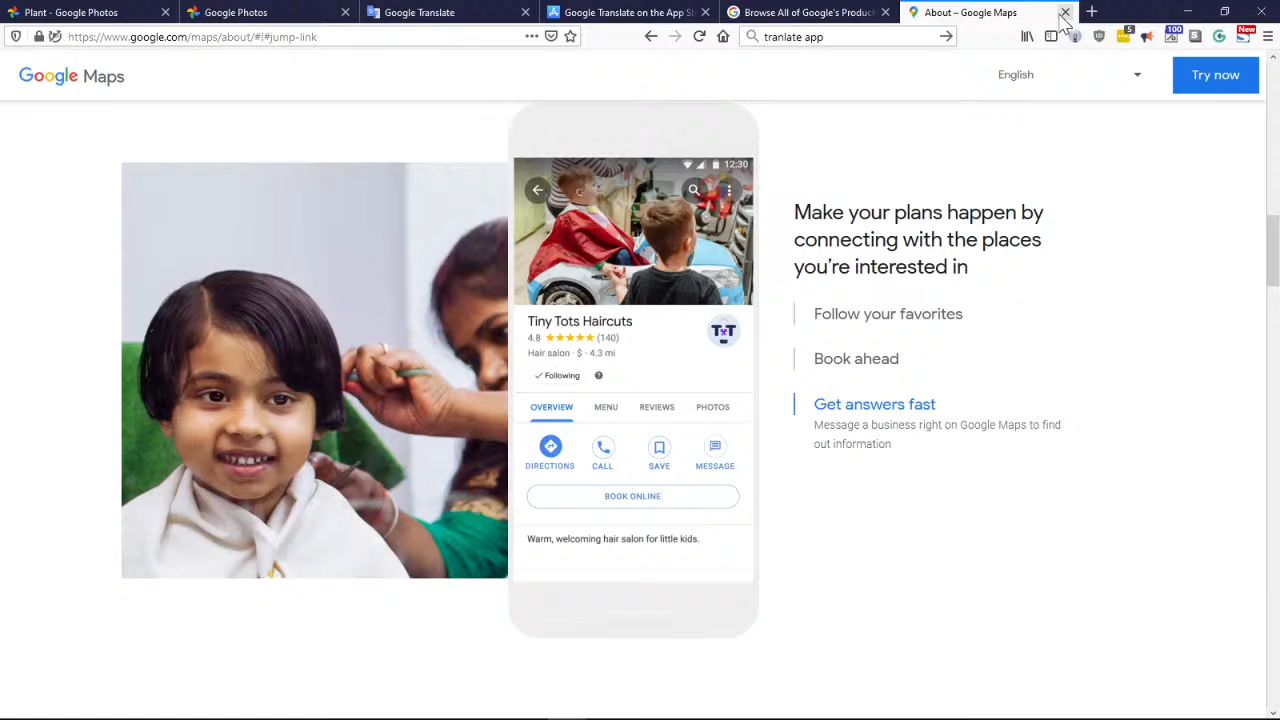 Plant - Google Photos
Google Photos
Google Translate
Google Translate on the App St
Browse All of Google's Product
About – Google Maps
https://www.google.com/maps/about/#!#jump-link
tranlate app
5
100
New
Google Maps
English
Try now
12:30
Tiny Tots Haircuts
4.8 ★★★★★ (140)
Hair salon · $ · 4.3 mi
Following
OVERVIEW MENU REVIEWS PHOTOS
DIRECTIONS CALL SAVE MESSAGE
BOOK ONLINE
Warm, welcoming hair salon for little kids.
Make your plans happen by
connecting with the places
you're interested in
Follow your favorites
Book ahead
Get answers fast
Message a business right on Google Maps to find
out information